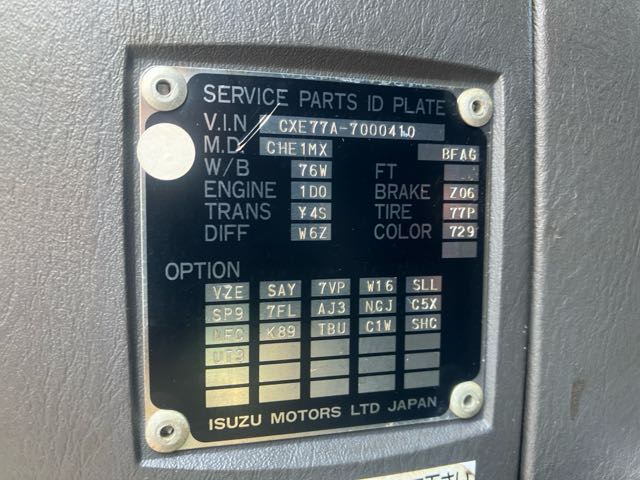 SERVICE PARTS ID PLATE
V.I.N CXE77A-7000410
M.D. CHE1MX BFAG
W/B 76W FT
ENGINE 1D0 BRAKE Z06
TRANS Y4S TIRE 77P
DIFF W6Z COLOR 729
OPTION
VZE SAY 7VP W16 SLL
SP9 7FL AJ3 NCJ C5X
K89 TBU C1W SHC
ISUZU MOTORS LTD JAPAN